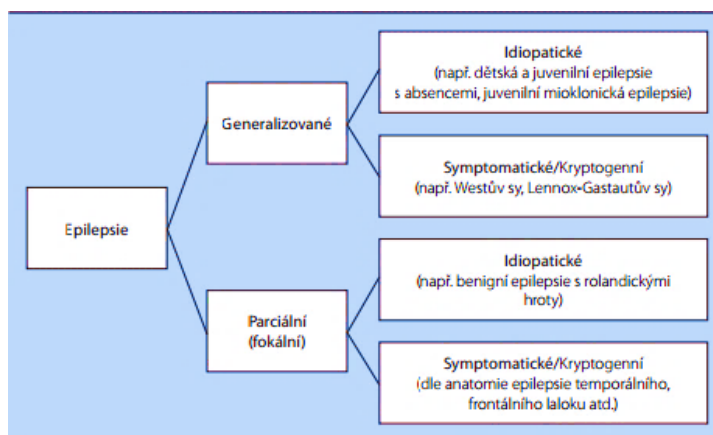 Idiopatické
(např. dětská a juvenilní epilepsie
s absencemi, juvenilní mioklonická epilepsie)
Generalizované
Symptomatické/Kryptogenní
(např. Westův sy, Lennox-Gastautův sy)
Epilepsie
Idiopatické
(např. benigní epilepsie s rolandickými
hroty)
Parciální
(fokální)
Symptomatické/Kryptogenní
(dle anatomie epilepsie temporálního,
frontálního laloku atd.)